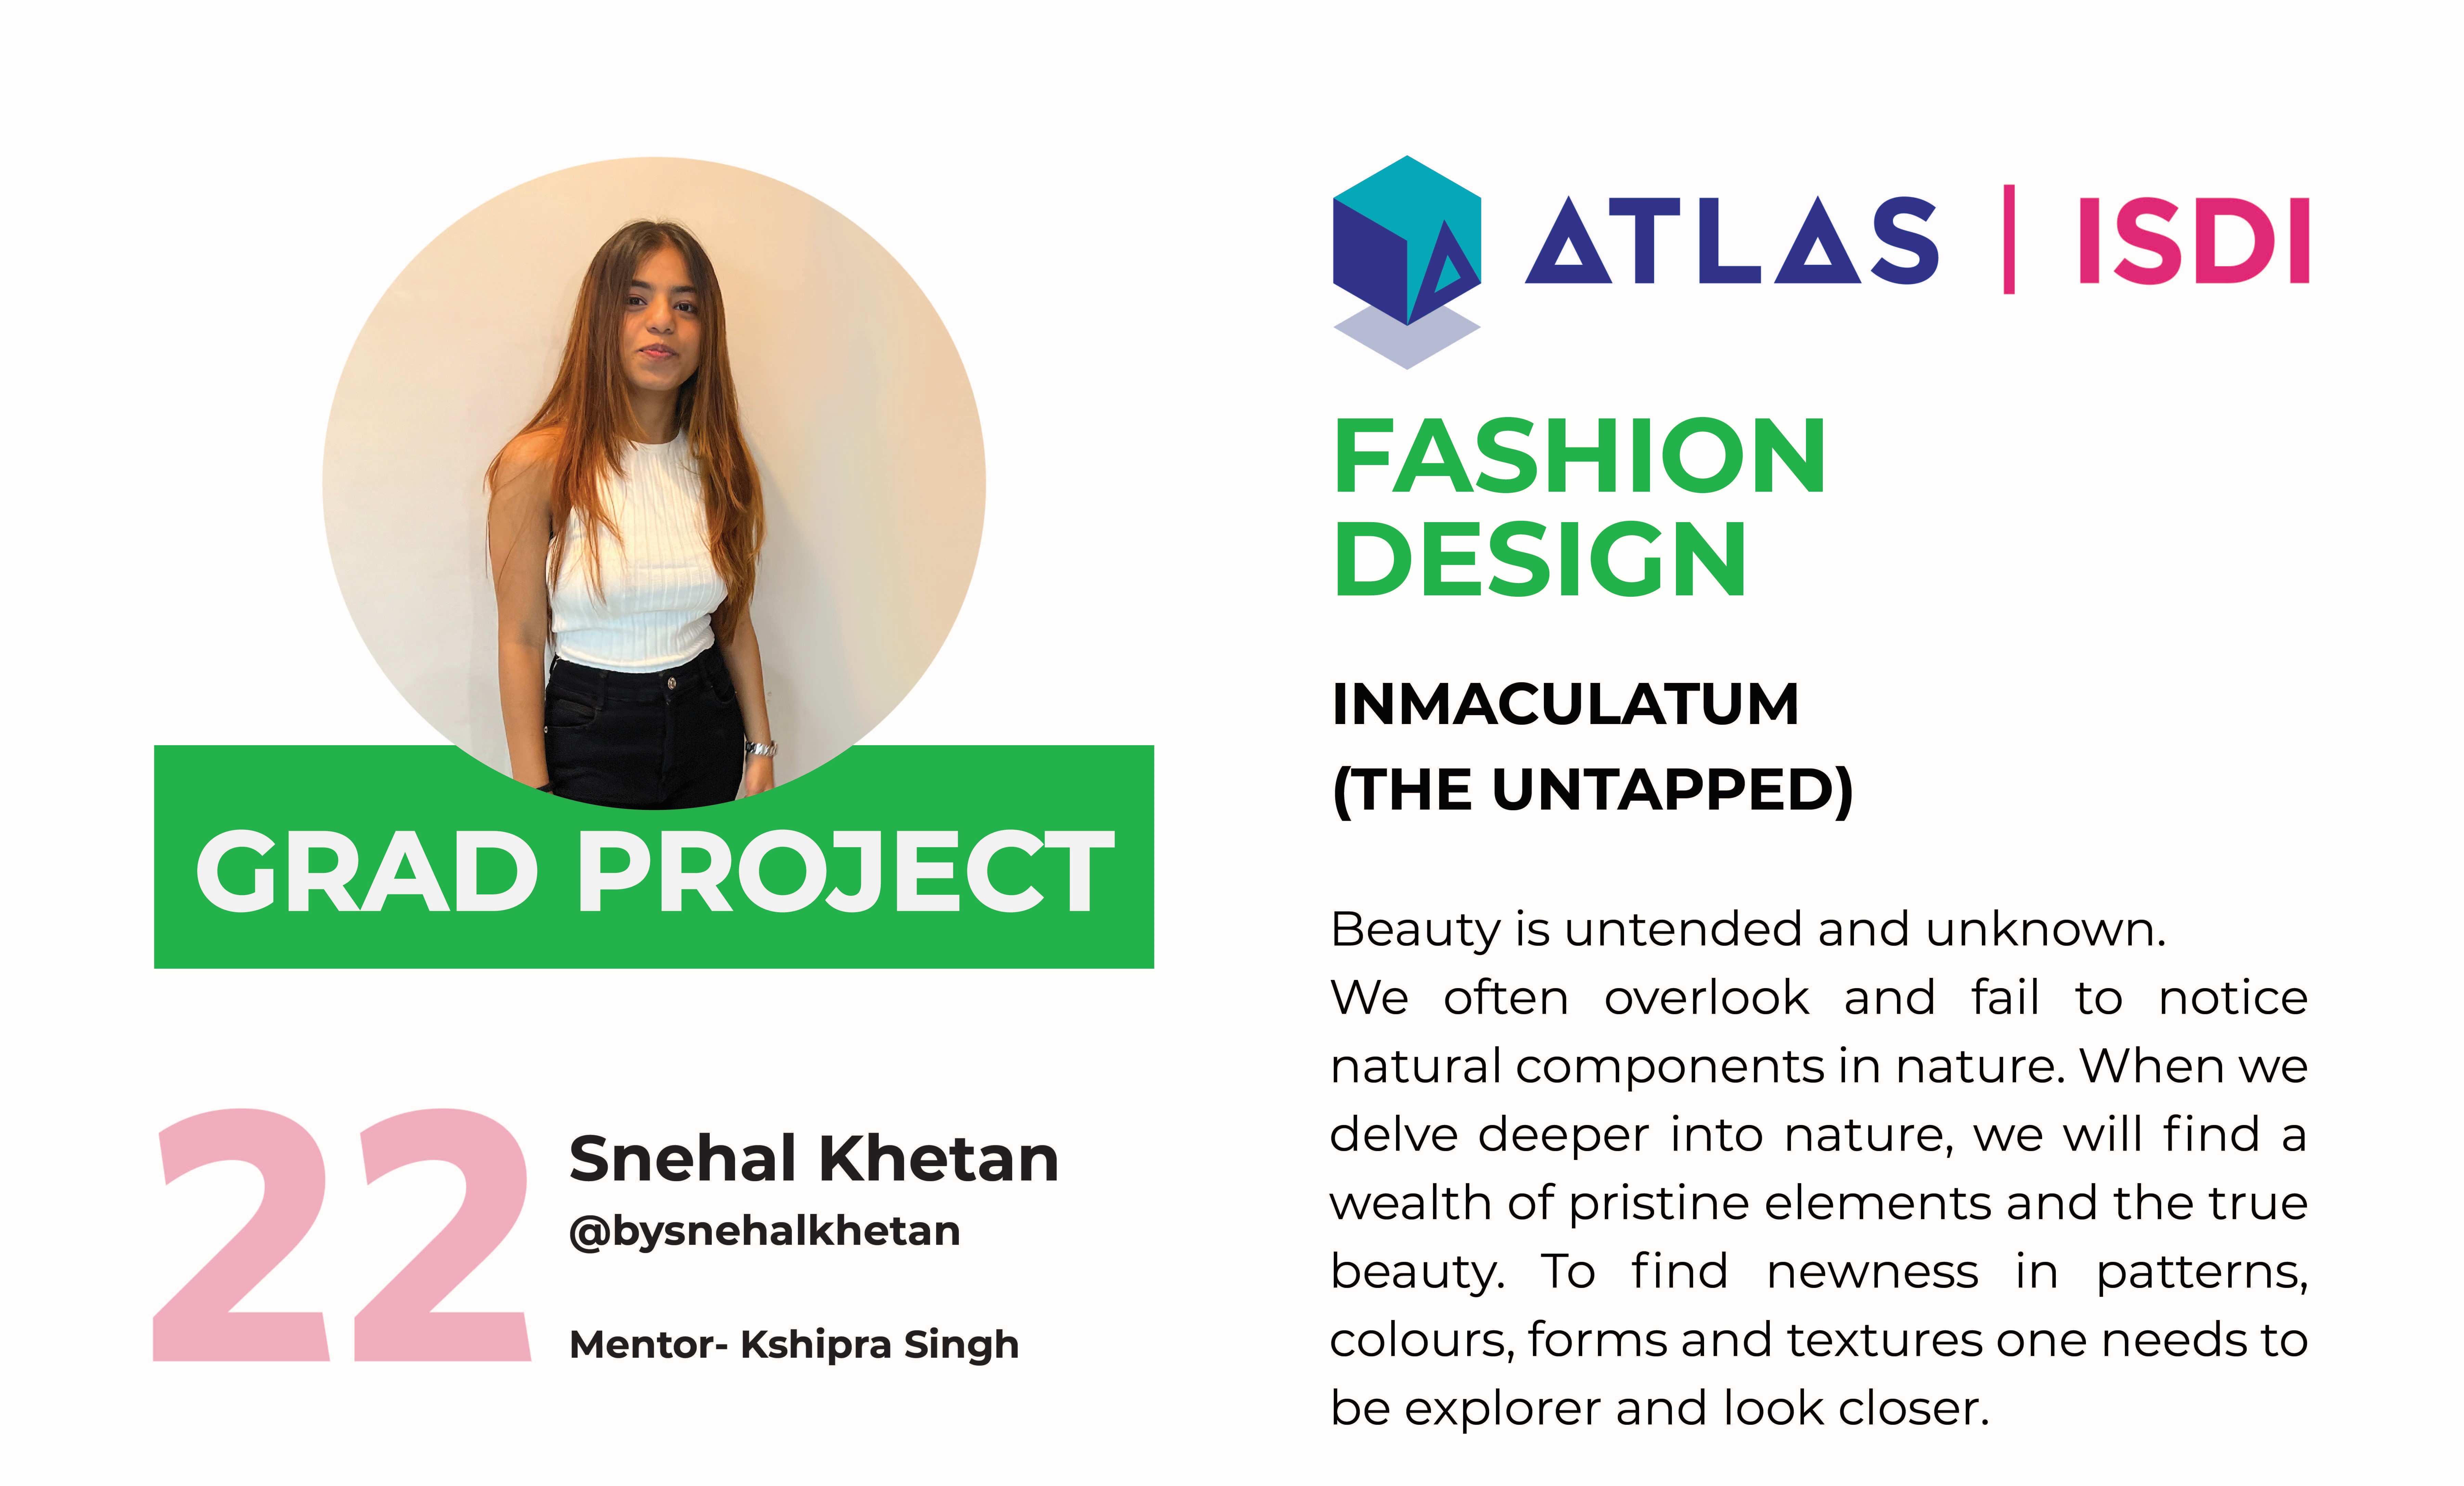 GRAD PROJECT
22
Snehal Khetan
@bysnehalkhetan
Mentor- Kshipra Singh
ATLAS | ISDI
FASHION
DESIGN
INMACULATUM
(THE UNTAPPED)
Beauty is untended and unknown.
We often overlook and fail to notice
natural components in nature. When we
delve deeper into nature, we will find a
wealth of pristine elements and the true
beauty. To find newness in patterns,
colours, forms and textures one needs to
be explorer and look closer.